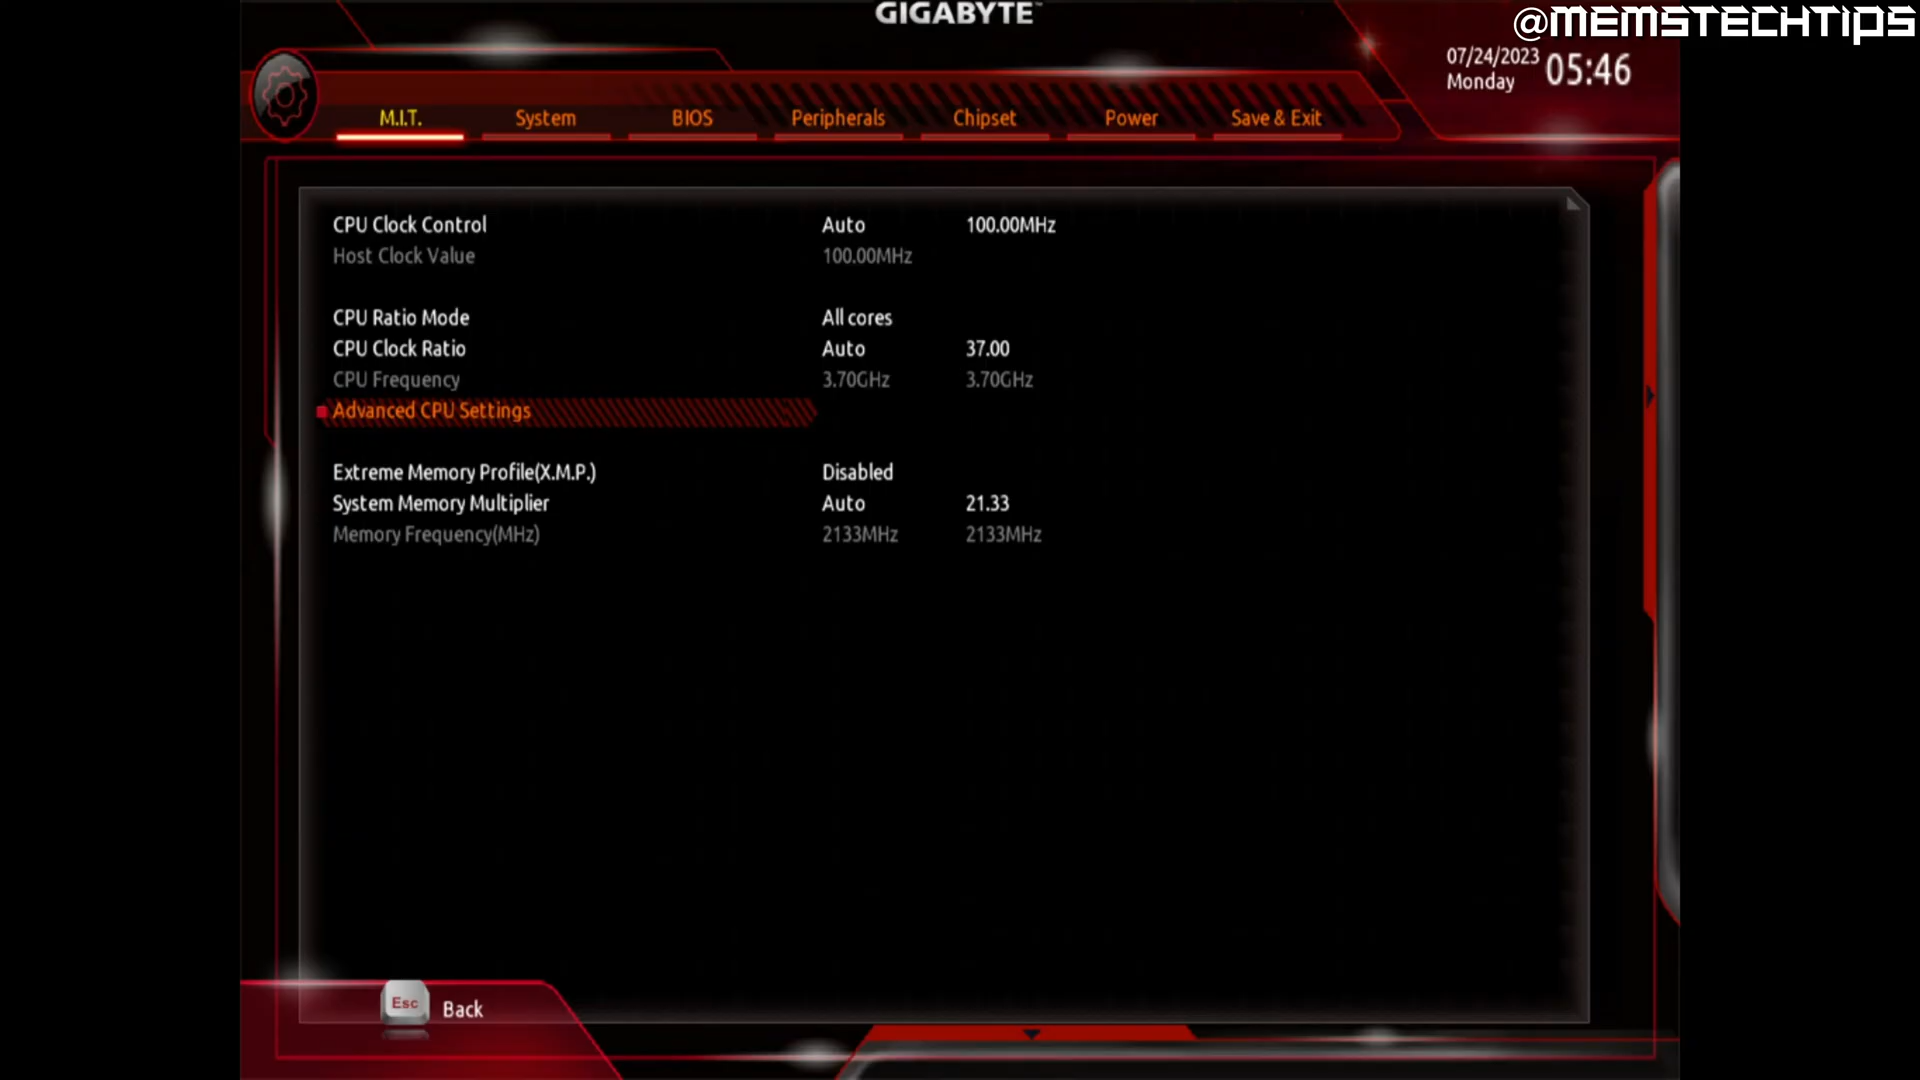 GIGABYTE™
@MEMSTECHTIPS
07/24/2023
Monday
05:46
M.I.T. System BIOS Peripherals Chipset Power Save & Exit
CPU Clock Control Auto 100.00MHz
Host Clock Value 100.00MHz
CPU Ratio Mode All cores
CPU Clock Ratio Auto 37.00
CPU Frequency 3.70GHz 3.70GHz
Advanced CPU Settings
Extreme Memory Profile(X.M.P.) Disabled
System Memory Multiplier Auto 21.33
Memory Frequency(MHz) 2133MHz 2133MHz
Esc Back